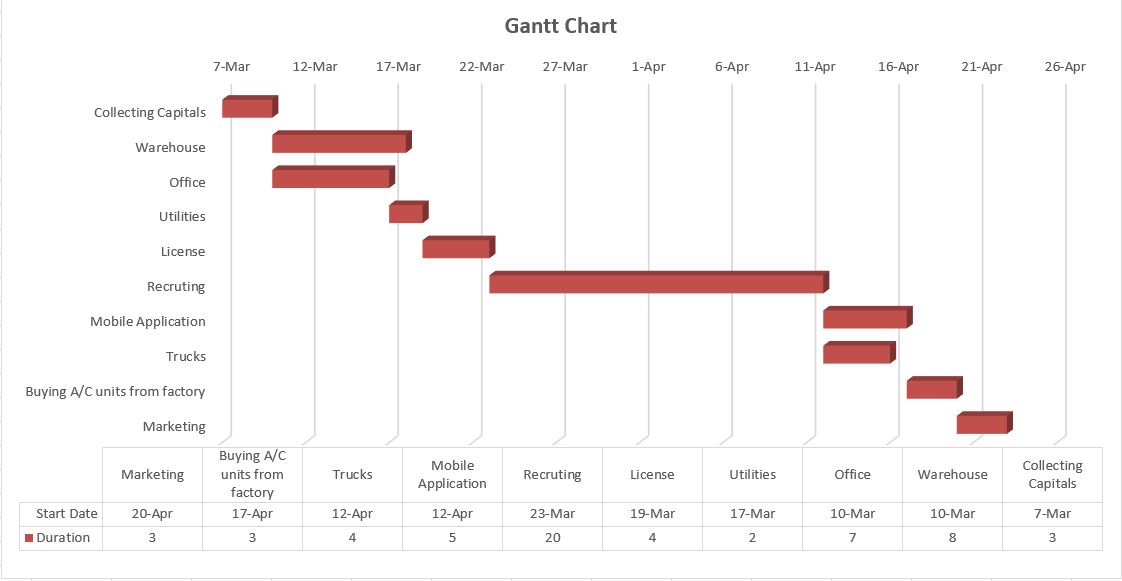 Gantt Chart
7-Mar 12-Mar 17-Mar 22-Mar 27-Mar 1-Apr 6-Apr 11-Apr 16-Apr 21-Apr 26-Apr
Collecting Capitals
Warehouse
Office
Utilities
License
Recruting
Mobile Application
Trucks
Buying A/C units from factory
Marketing
Marketing
Buying A/C
units from
factory
Trucks
Mobile
Application
Recruting
License
Utilities
Office
Warehouse
Collecting
Capitals
Start Date 20-Apr 17-Apr 12-Apr 12-Apr 23-Mar 19-Mar 17-Mar 10-Mar 10-Mar 7-Mar
Duration 3 3 4 5 20 4 2 7 8 3